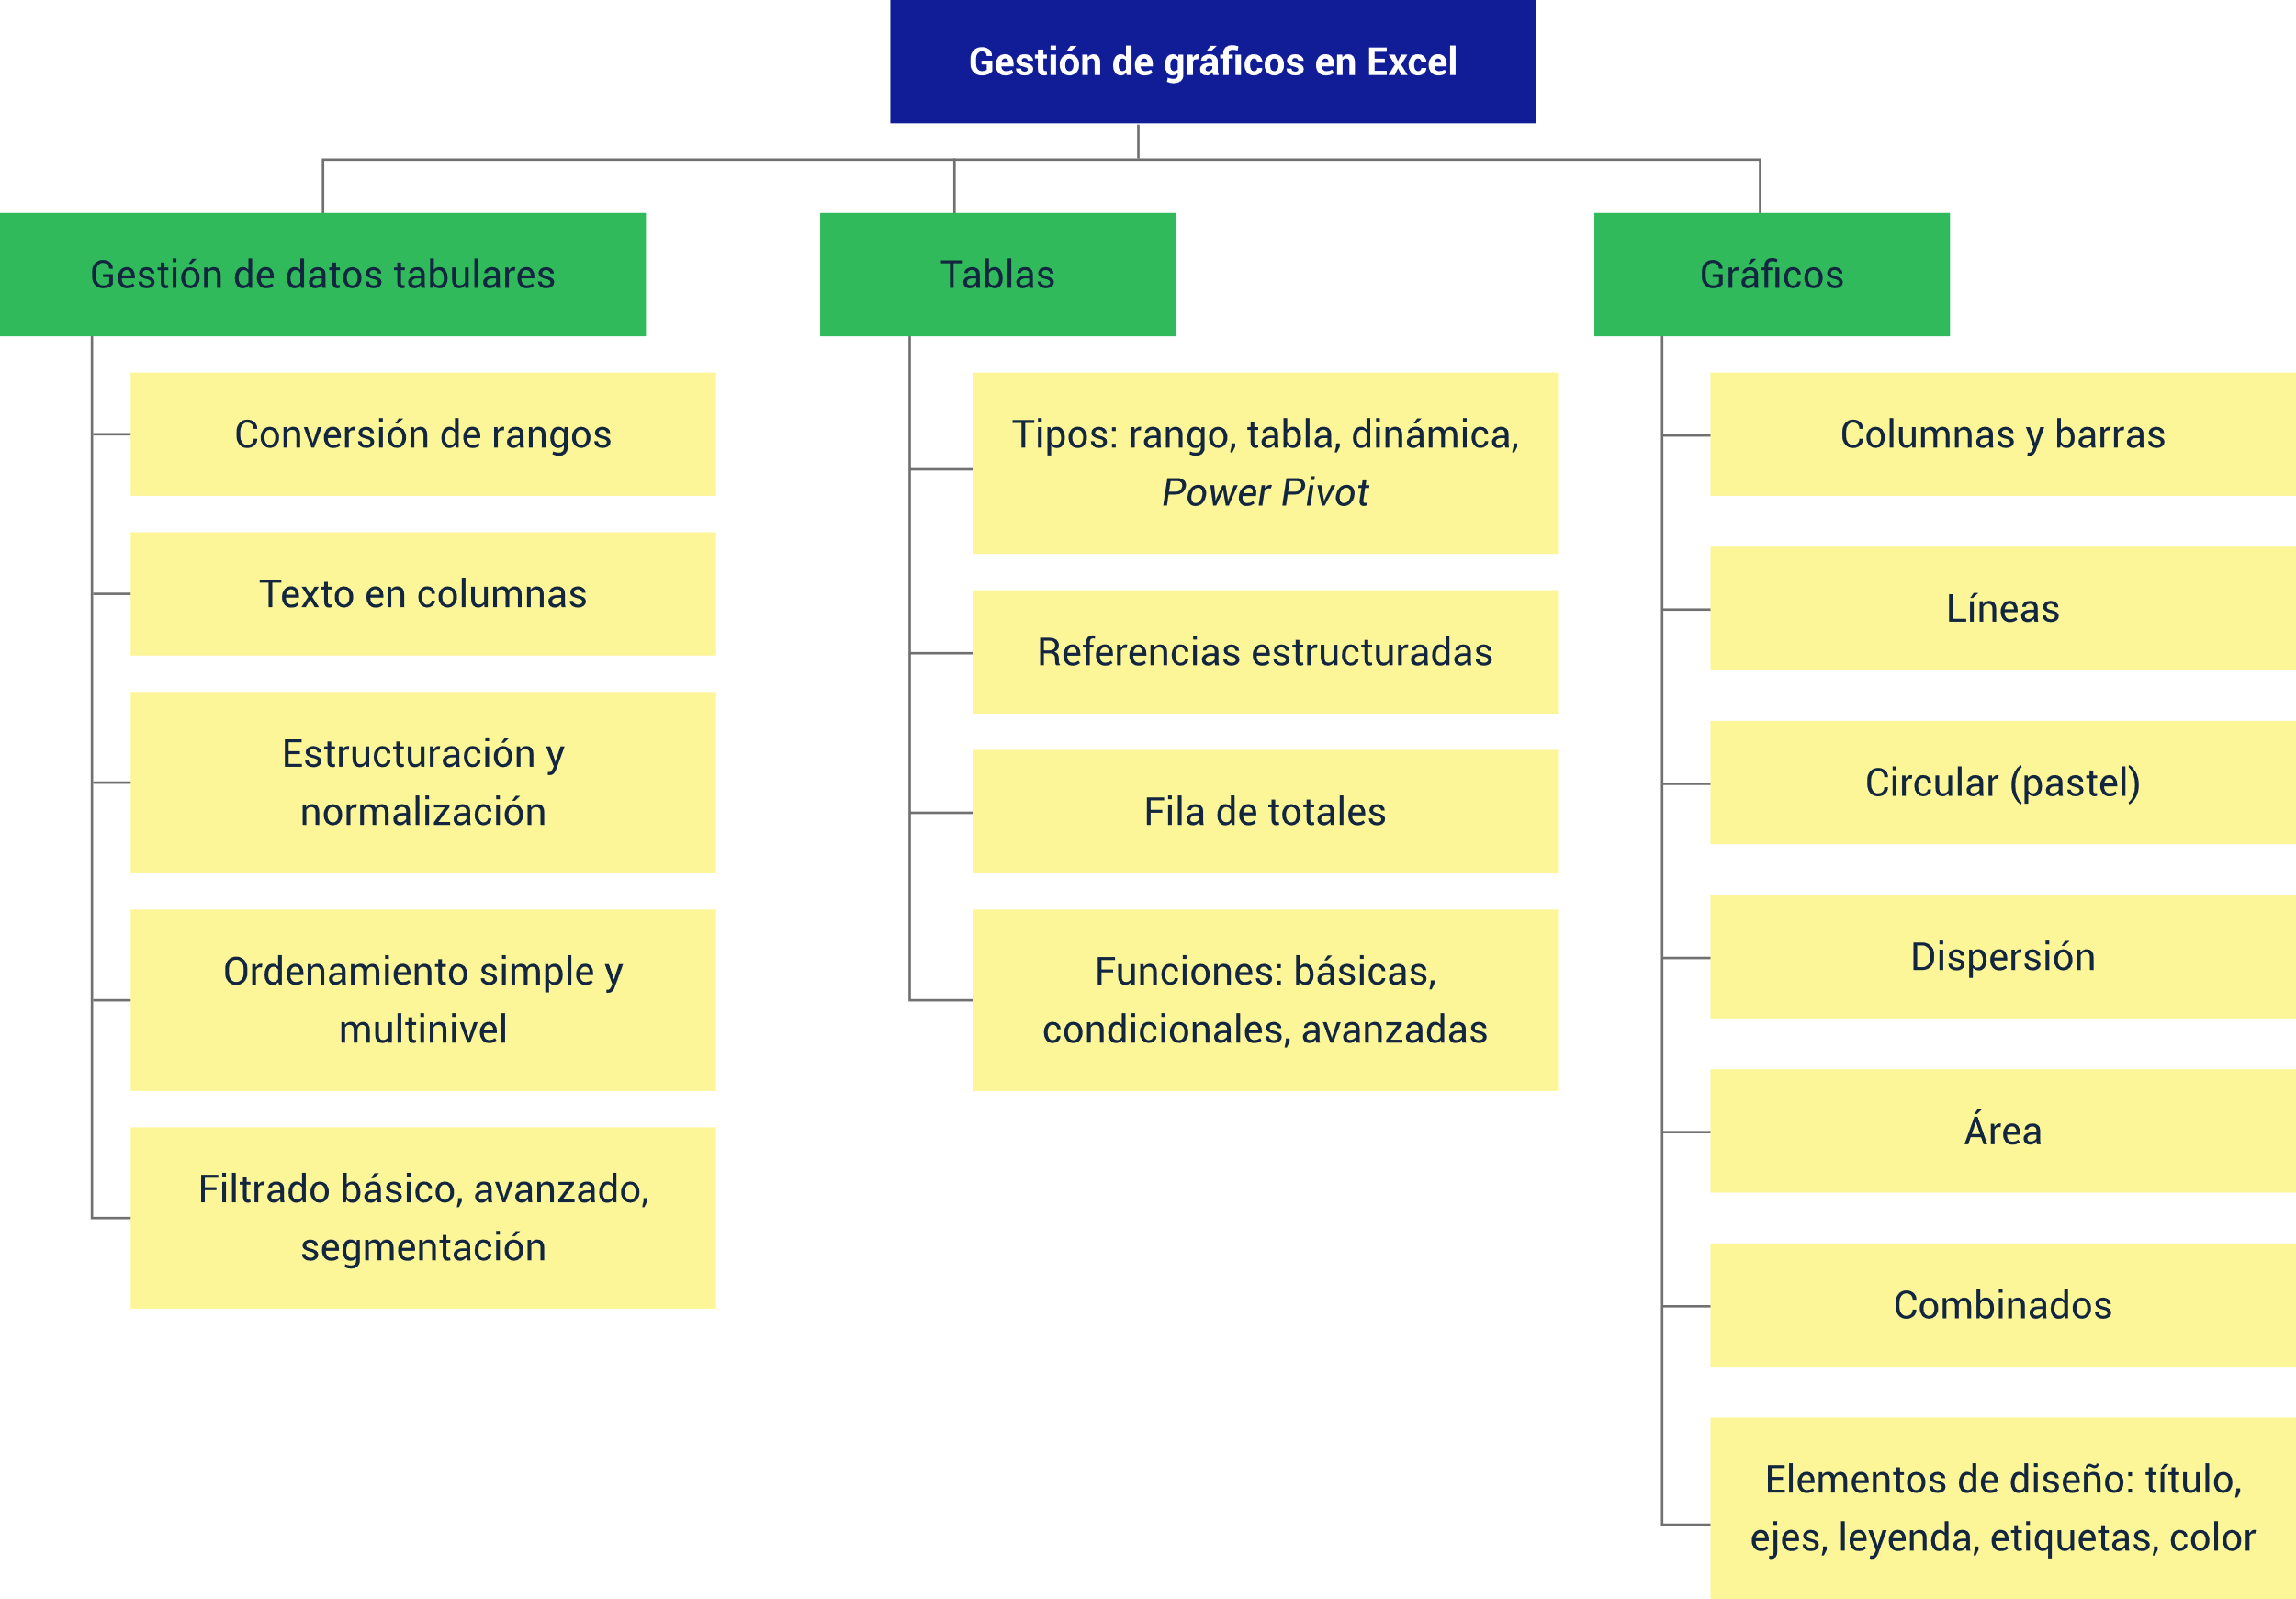 Gestión de gráficos en Excel
Gestión de datos tabulares
Conversión de rangos
Texto en columnas
Estructuración y
normalización
Ordenamiento simple y
multinivel
Filtrado básico, avanzado,
segmentación
Tablas
Tipos: rango, tabla, dinámica,
Power Pivot
Referencias estructuradas
Fila de totales
Funciones: básicas,
condicionales, avanzadas
Gráficos
Columnas y barras
Líneas
Circular (pastel)
Dispersión
Área
Combinados
Elementos de diseño: título,
ejes, leyenda, etiquetas, color